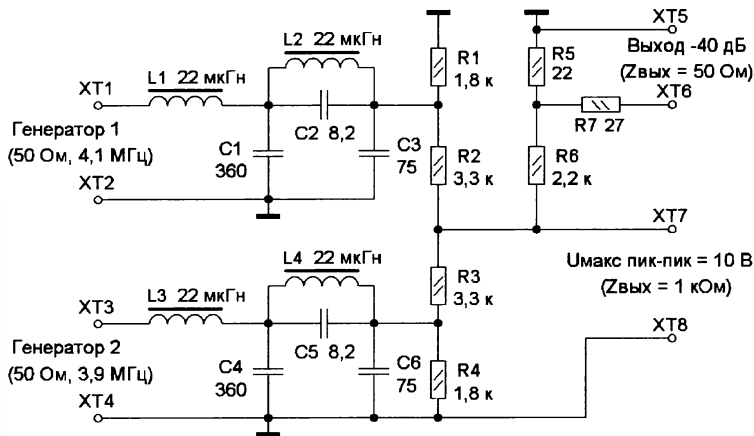 XT5
L2 22 мкГн
R1
1,8 к
R5
22
Выход -40 дБ
(Zвых = 50 Ом)
L1 22 мкГн
XT1
XT6
C2 8,2
R7 27
Генератор 1
(50 Ом, 4,1 МГц)
C1
360
C3
75
R2
3,3 к
R6
2,2 к
XT2
XT7
L4 22 мкГн
R3
3,3 к
Uмакс пик-пик = 10 В
(Zвых = 1 кОм)
L3 22 мкГн
XT3
XT8
C5 8,2
Генератор 2
(50 Ом, 3,9 МГц)
C4
360
C6
75
R4
1,8 к
XT4